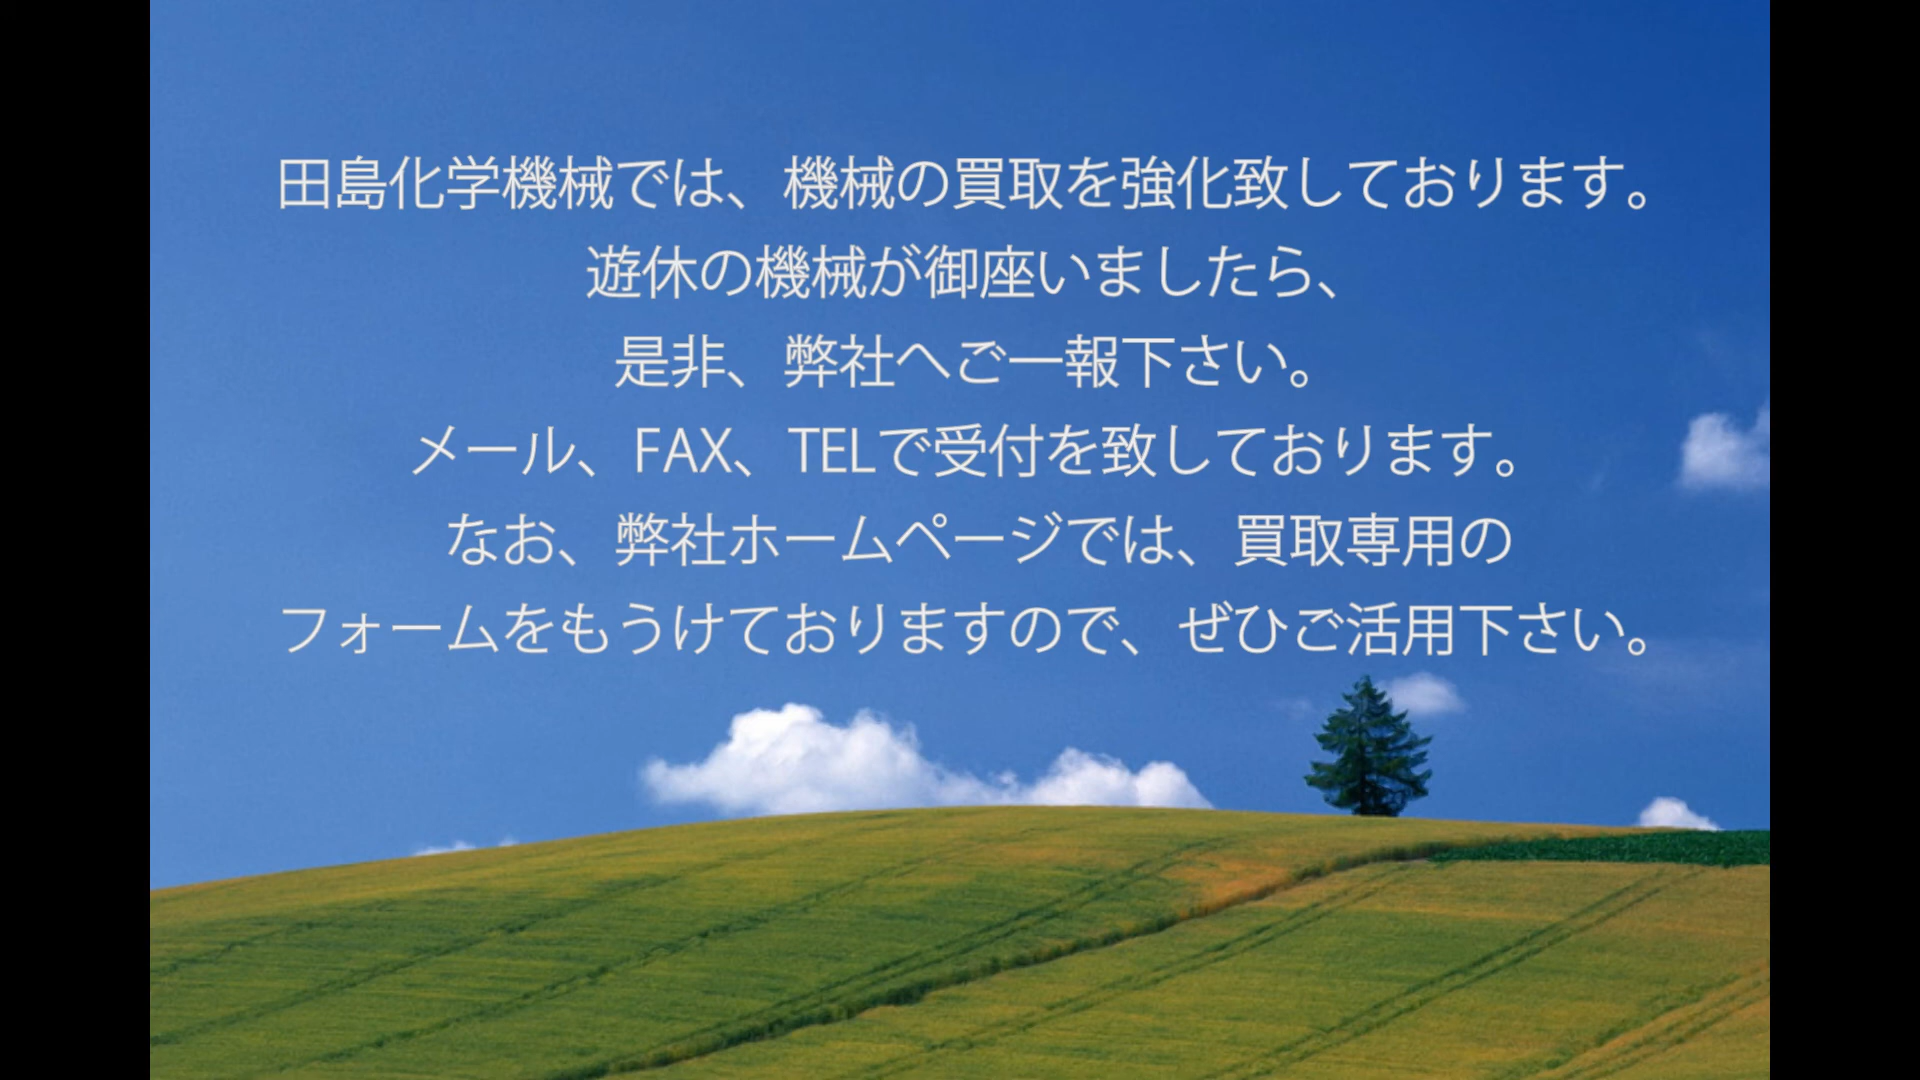 田島化学機械では、機械の買取を強化致しております。
遊休の機械が御座いましたら、
是非、弊社へご一報下さい。
メール、FAX、TELで受付を致しております。
なお、弊社ホームページでは、買取専用の
フォームをもうけておりますので、ぜひご活用下さい。